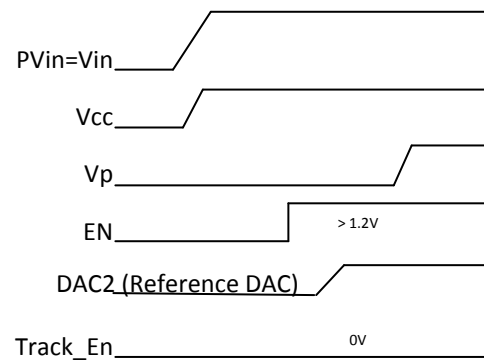 PVin=Vin
Vcc
Vp
EN
> 1.2V
DAC2 (Reference DAC)
Track_En
0V